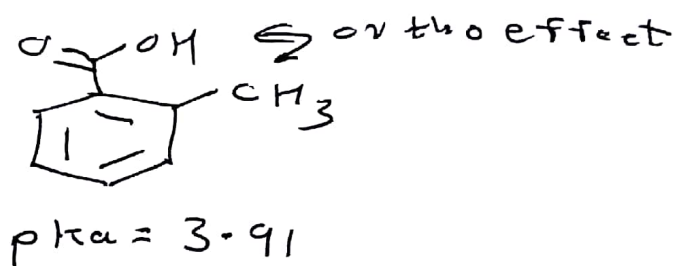 O OH ortho effect
CH3
pka = 3.91